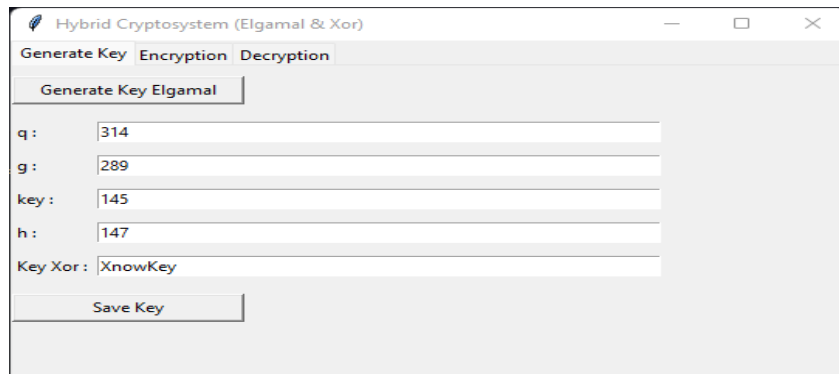 Hybrid Cryptosystem (Elgamal & Xor)
Generate Key Encryption Decryption
Generate Key Elgamal
q : 314
g : 289
key : 145
h : 147
Key Xor : XnowKey
Save Key